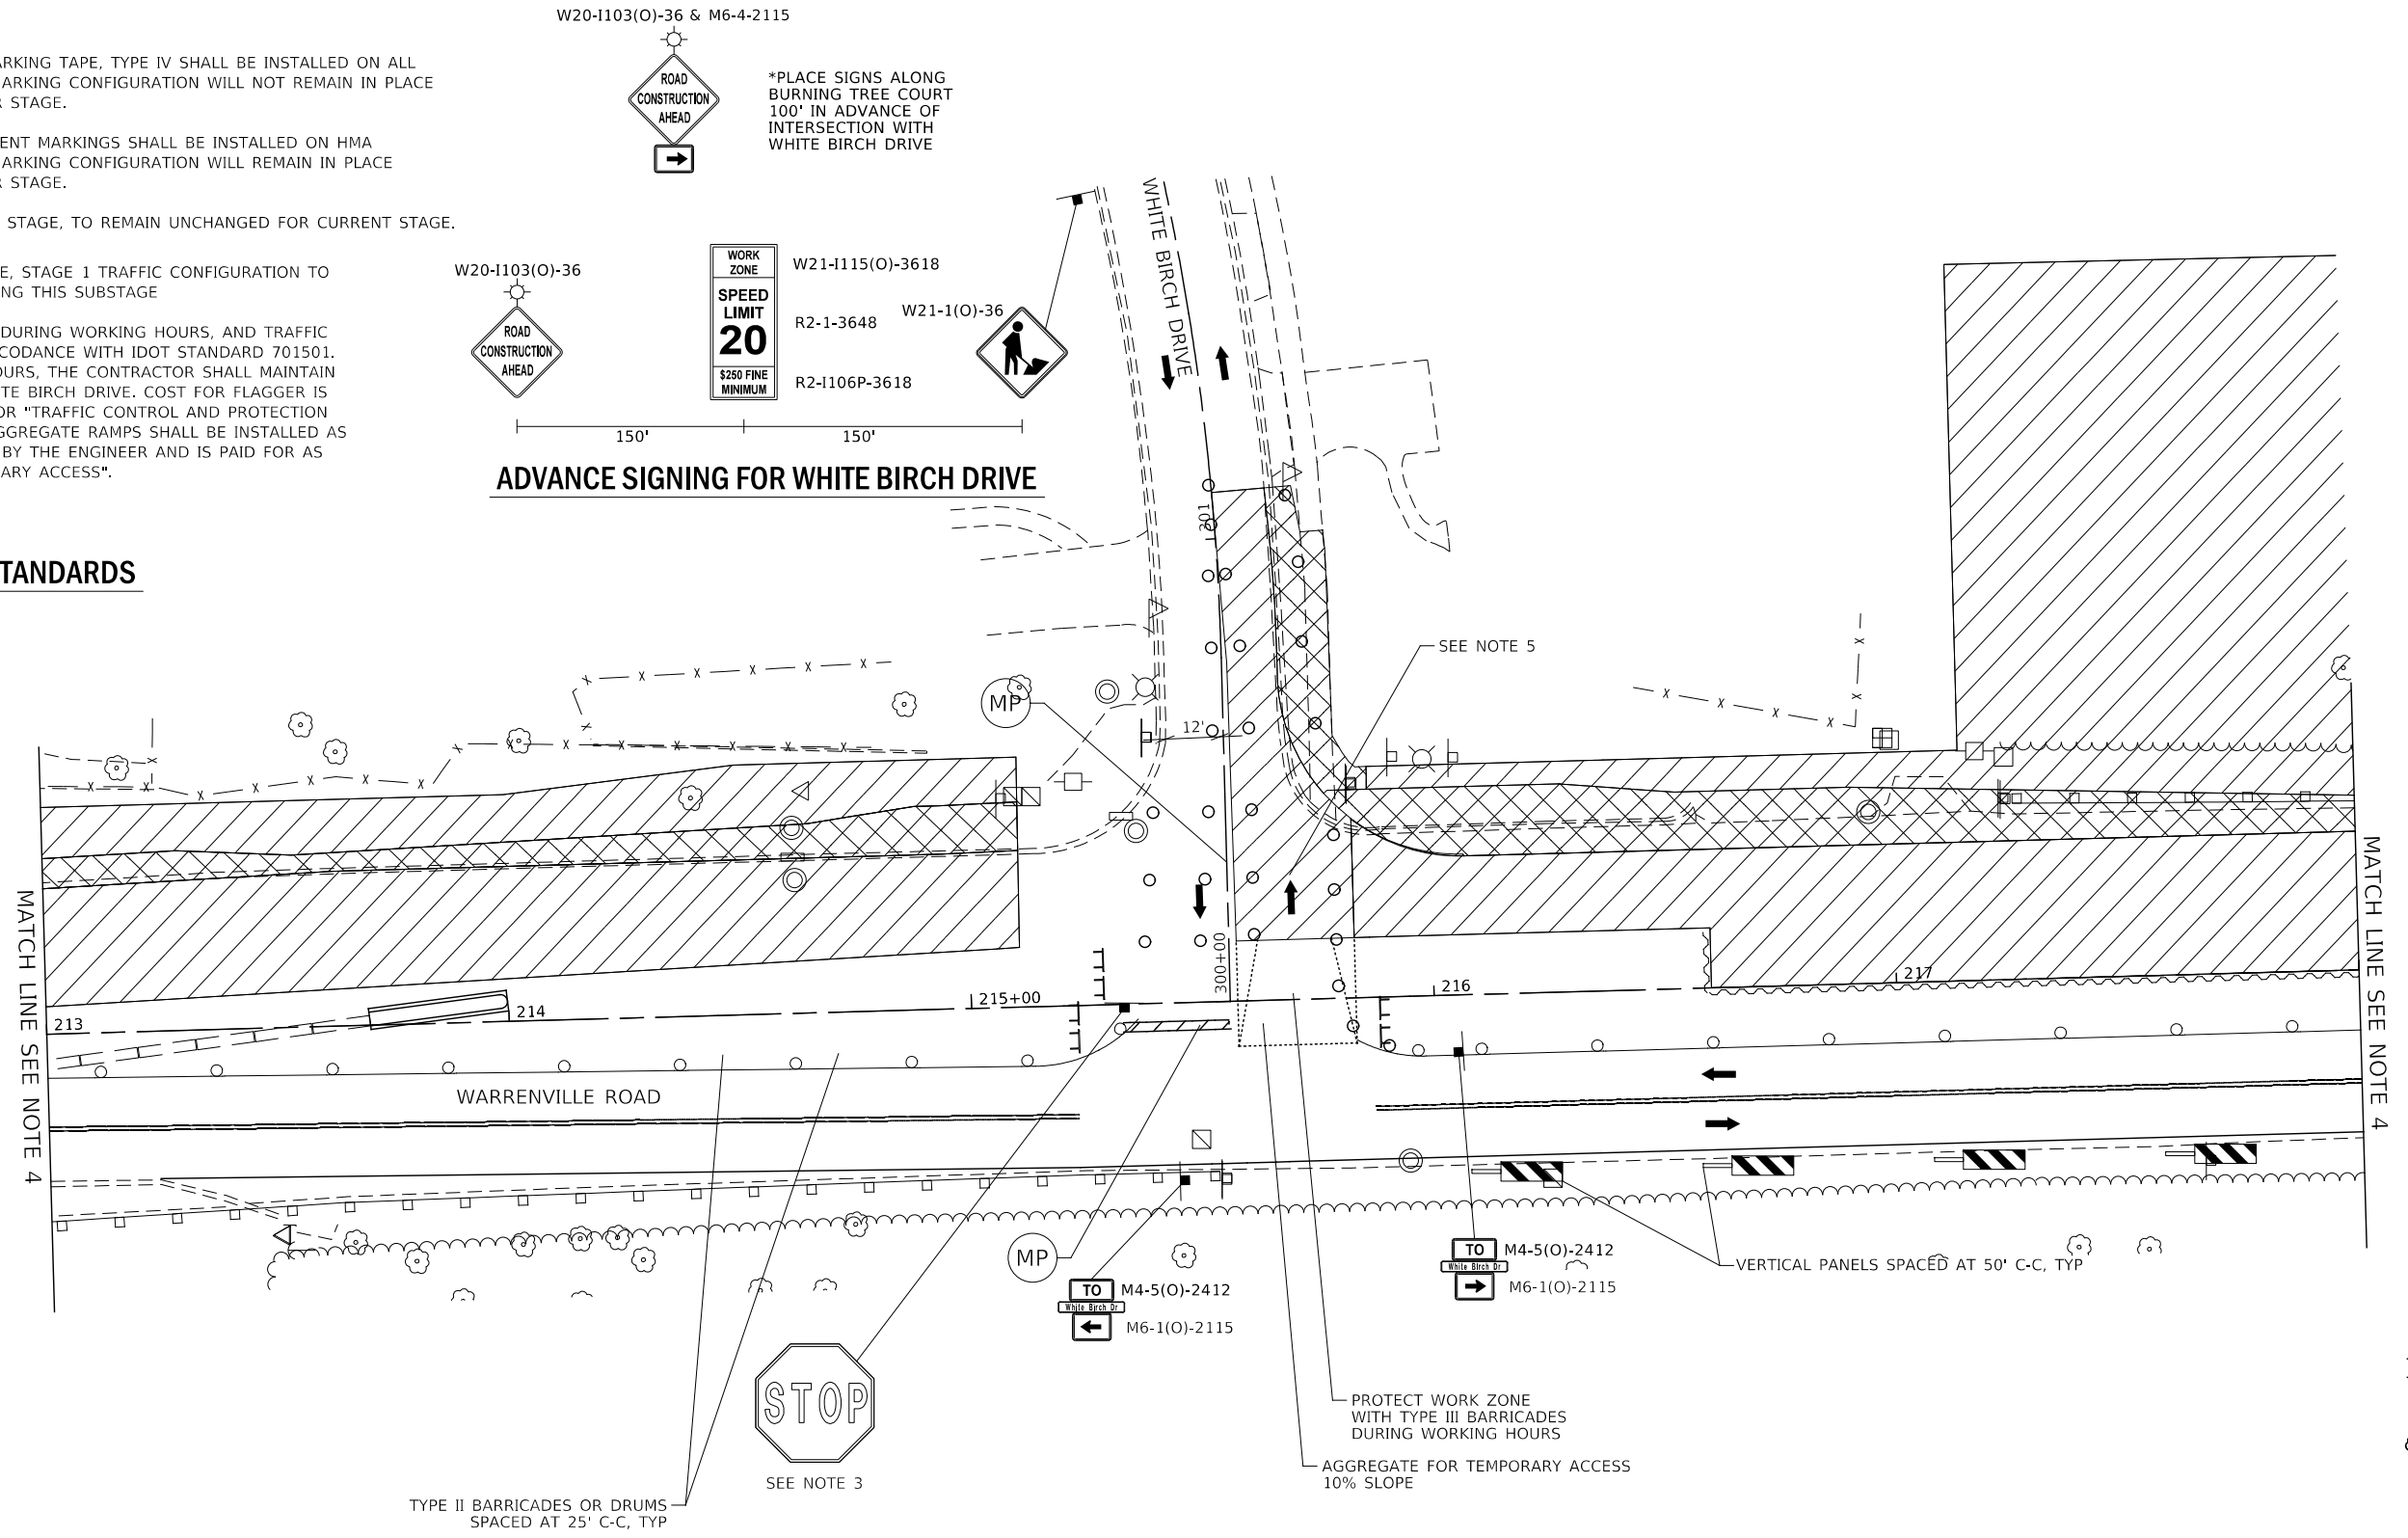 ARKING TAPE, TYPE IV SHALL BE INSTALLED ON ALL
ARKING CONFIGURATION WILL NOT REMAIN IN PLACE
R STAGE.
ENT MARKINGS SHALL BE INSTALLED ON HMA
ARKING CONFIGURATION WILL REMAIN IN PLACE
R STAGE.
STAGE, TO REMAIN UNCHANGED FOR CURRENT STAGE.
E, STAGE 1 TRAFFIC CONFIGURATION TO
NG THIS SUBSTAGE
DURING WORKING HOURS, AND TRAFFIC
CODANCE WITH IDOT STANDARD 701501.
OURS, THE CONTRACTOR SHALL MAINTAIN
TE BIRCH DRIVE. COST FOR FLAGGER IS
OR "TRAFFIC CONTROL AND PROTECTION
GGREGATE RAMPS SHALL BE INSTALLED AS
BY THE ENGINEER AND IS PAID FOR AS
ARY ACCESS".
TANDARDS
W20-I103(O)-36 & M6-4-2115
ROAD
CONSTRUCTION
AHEAD
*PLACE SIGNS ALONG
BURNING TREE COURT
100' IN ADVANCE OF
INTERSECTION WITH
WHITE BIRCH DRIVE
W20-I103(O)-36
ROAD
CONSTRUCTION
AHEAD
WORK
ZONE
SPEED
LIMIT
20
$250 FINE
MINIMUM
W21-I115(O)-3618
R2-1-3648
R2-I106P-3618
W21-1(O)-36
150'
150'
ADVANCE SIGNING FOR WHITE BIRCH DRIVE
WHITE BIRCH DRIVE
301
SEE NOTE 5
MP
12'
300+00
MATCH LINE SEE NOTE 4
213
214
215+00
216
217
MATCH LINE SEE NOTE 4
WARRENVILLE ROAD
MP
TO
White Birch Dr
M4-5(O)-2412
M6-1(O)-2115
TO
White Birch Dr
M4-5(O)-2412
M6-1(O)-2115
VERTICAL PANELS SPACED AT 50' C-C, TYP
STOP
SEE NOTE 3
PROTECT WORK ZONE
WITH TYPE III BARRICADES
DURING WORKING HOURS
AGGREGATE FOR TEMPORARY ACCESS
10% SLOPE
TYPE II BARRICADES OR DRUMS
SPACED AT 25' C-C, TYP